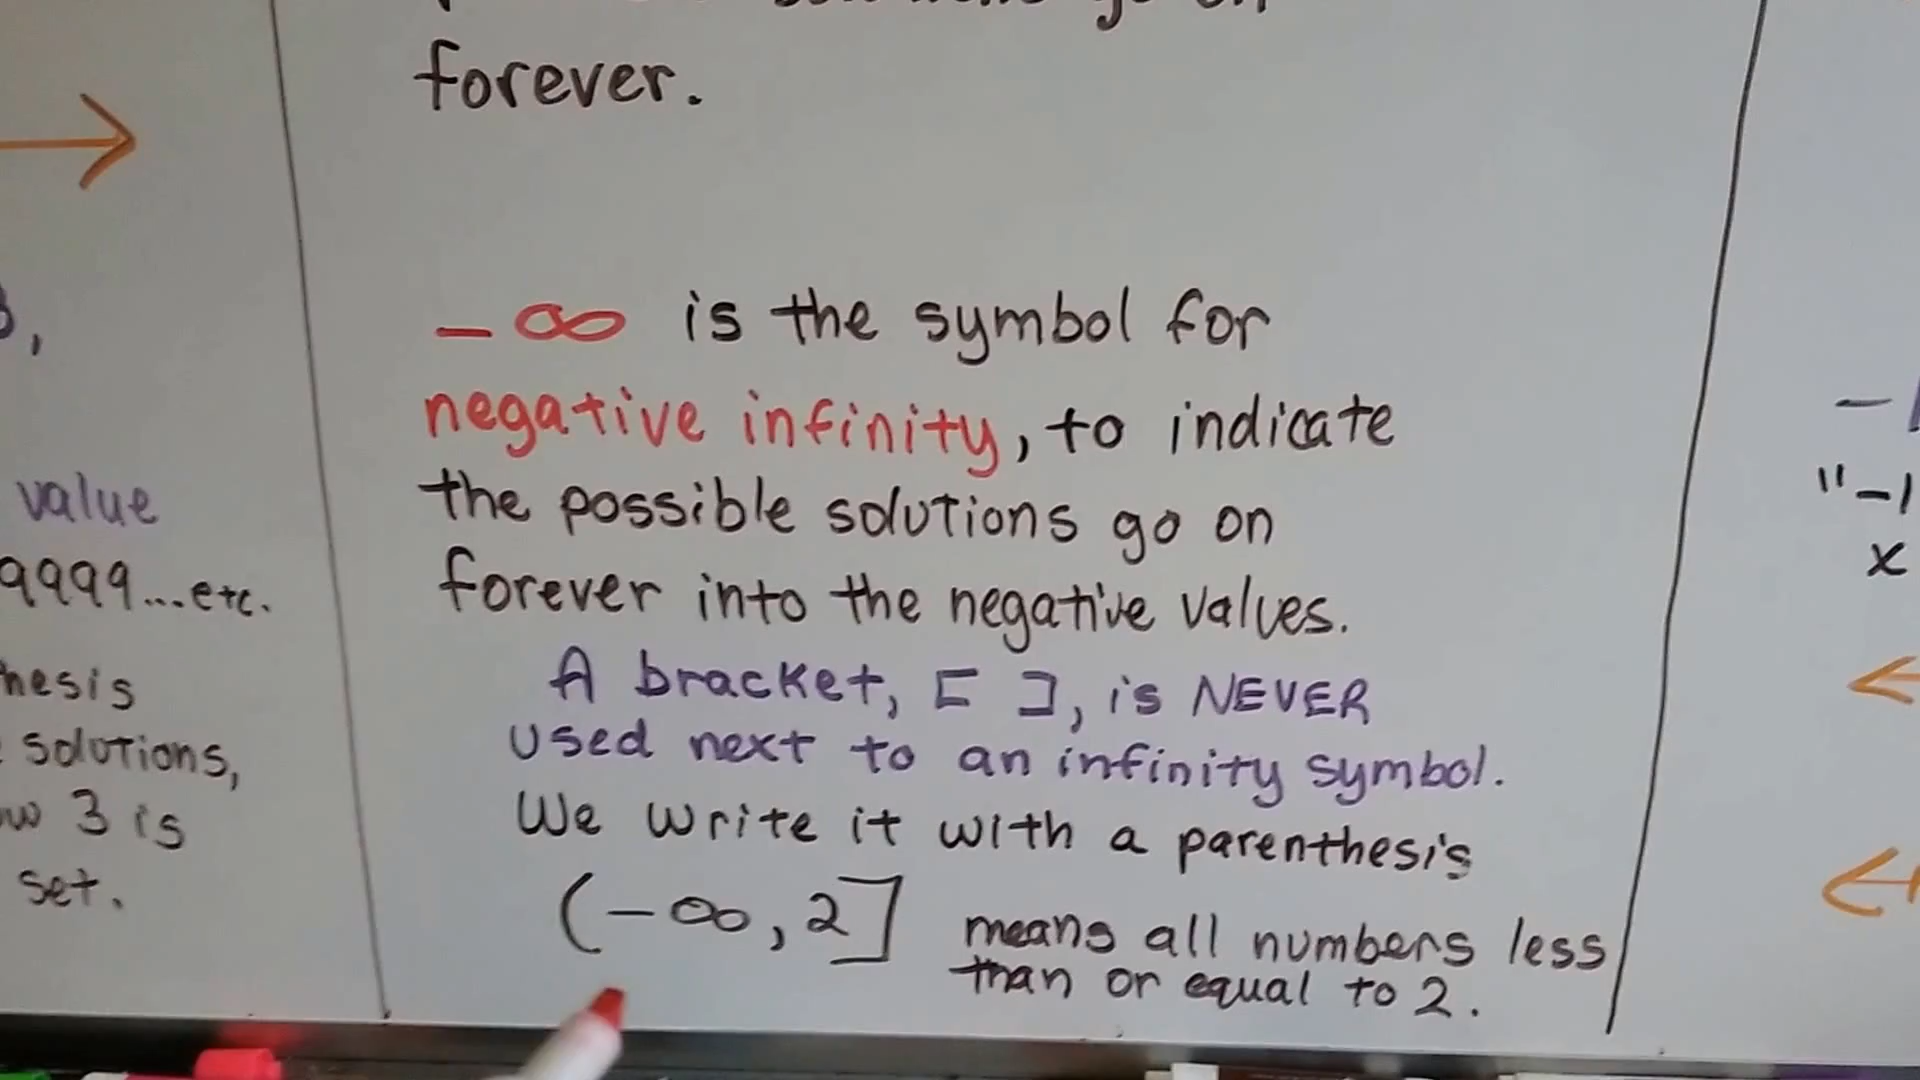 go on
forever.
-∞ is the symbol for
negative infinity, to indicate
the possible solutions go on
forever into the negative values.
A bracket, [ ], is NEVER
used next to an infinity symbol.
We write it with a parenthesis
(-∞, 2] means all numbers less
than or equal to 2.
value
9999...etc.
solutions,
3 is
set.
"-1
x